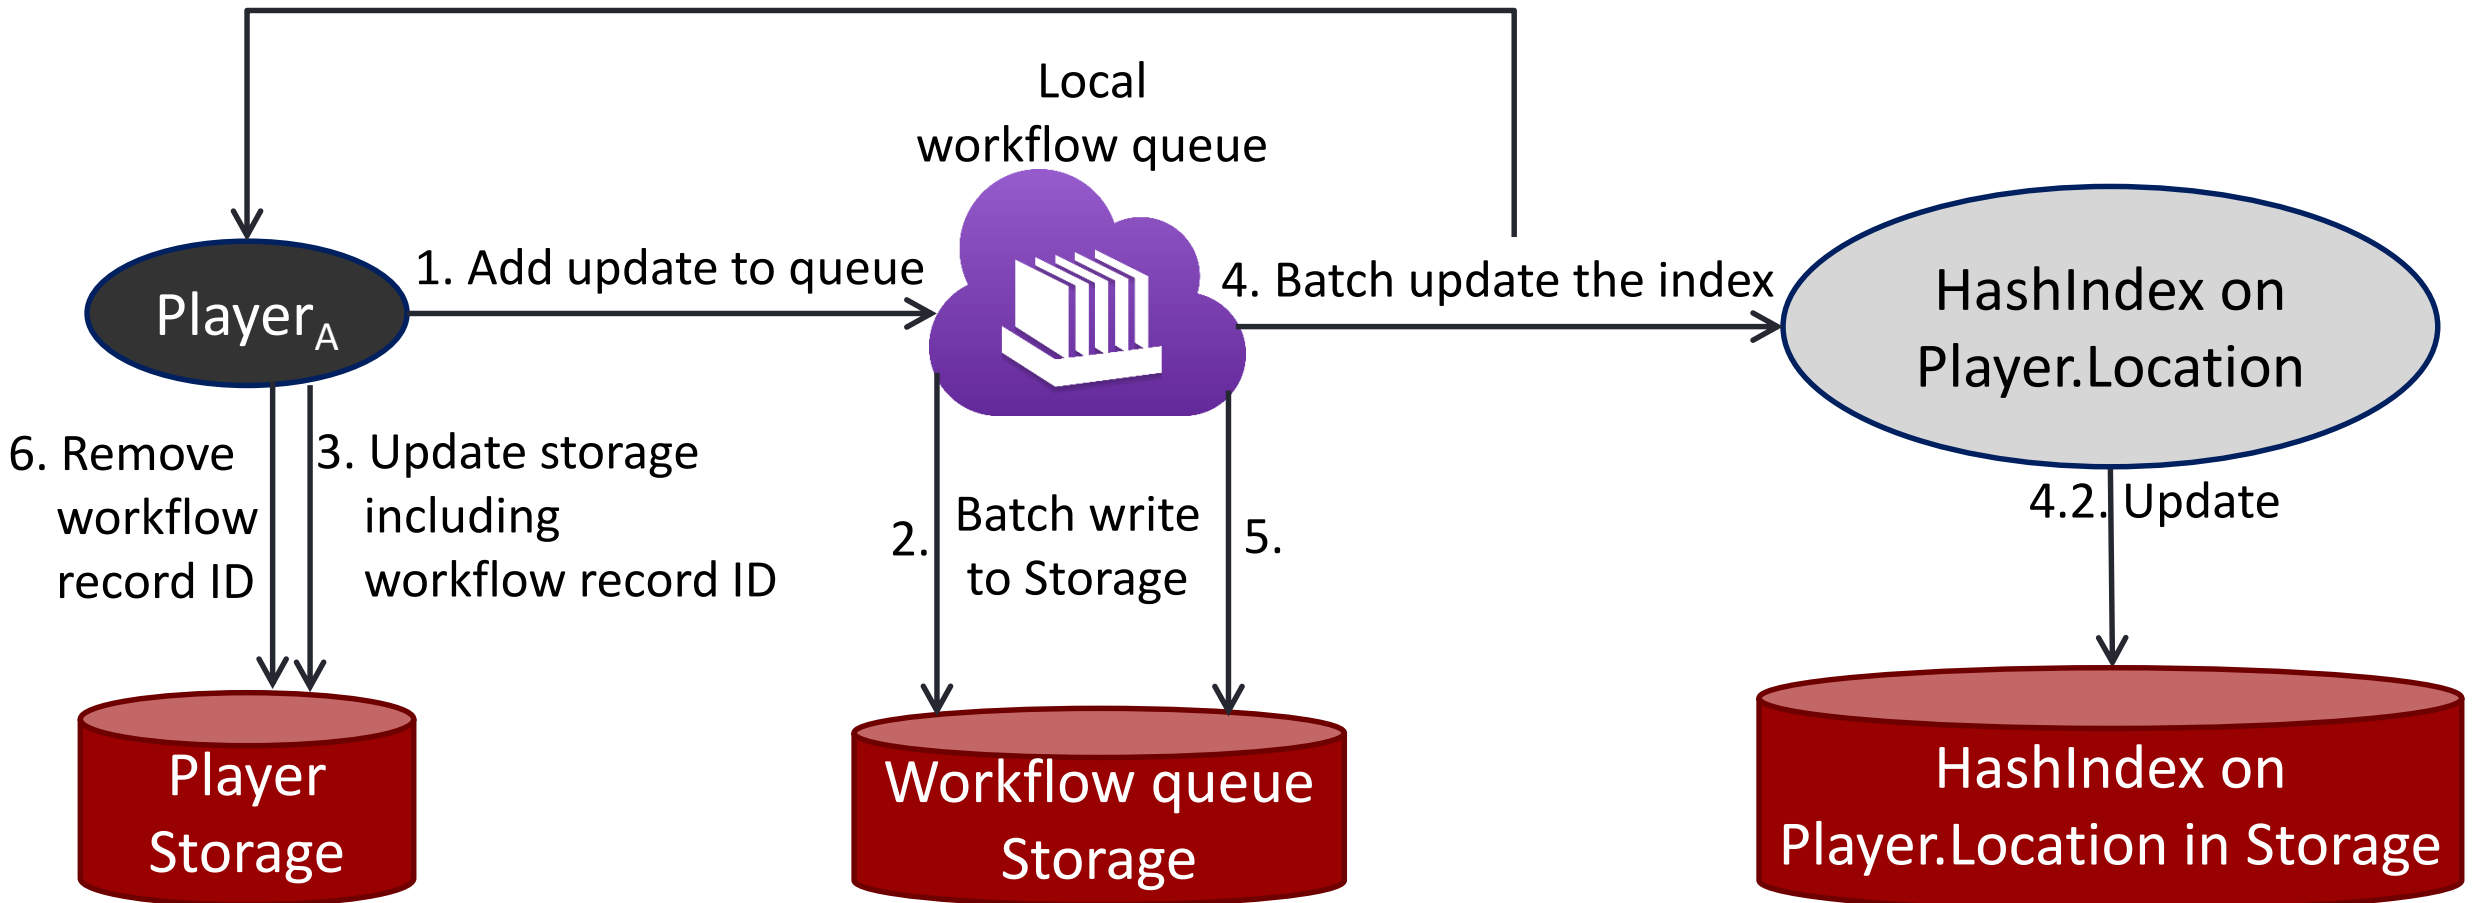 Local
workflow queue
1. Add update to queue
4. Batch update the index
Player_A
HashIndex on
Player.Location
6. Remove
workflow
record ID
3. Update storage
including
workflow record ID
2.
Batch write
to Storage
5.
4.2. Update
Player
Storage
Workflow queue
Storage
HashIndex on
Player.Location in Storage